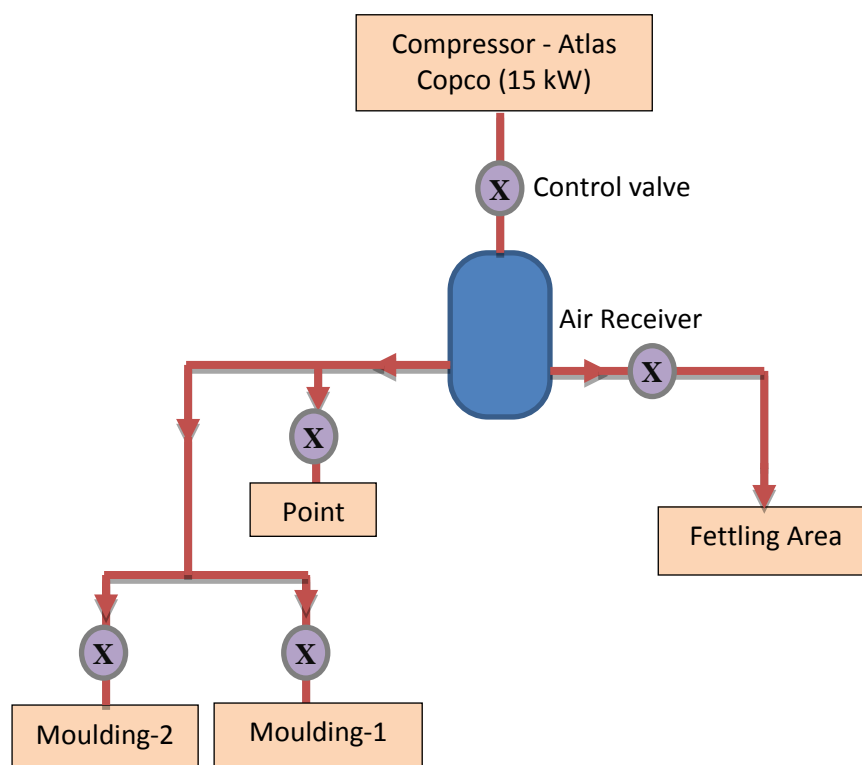 Compressor - Atlas
Copco (15 kW)
X
Control valve
Air Receiver
X
X
Point
Fettling Area
X
X
Moulding-2
Moulding-1